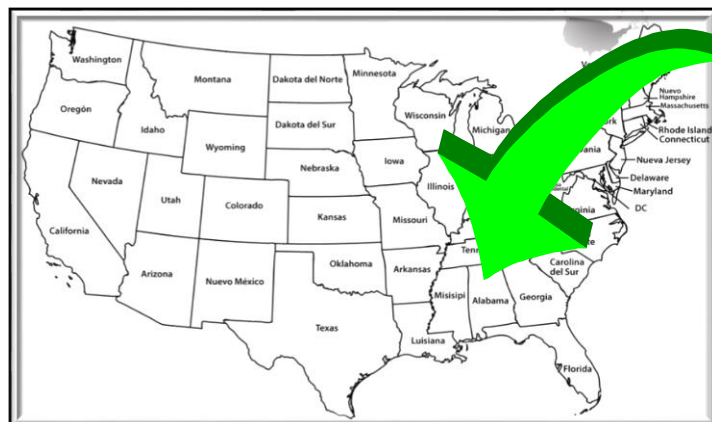 Washington
Montana
Dakota del Norte
Minnesota
Oregón
Idaho
Wyoming
Dakota del Sur
Wisconsin
Michigan
Nuevo
Hampshire
Massachusetts
Rhode Island
Connecticut
Nueva Jersey
Delaware
Maryland
DC
Nevada
Utah
Colorado
Nebraska
Iowa
Illinois
California
Kansas
Missouri
Arizona
Nuevo México
Oklahoma
Arkansas
Carolina
del Sur
Texas
Misisipi
Alabama
Georgia
Luisiana
Florida